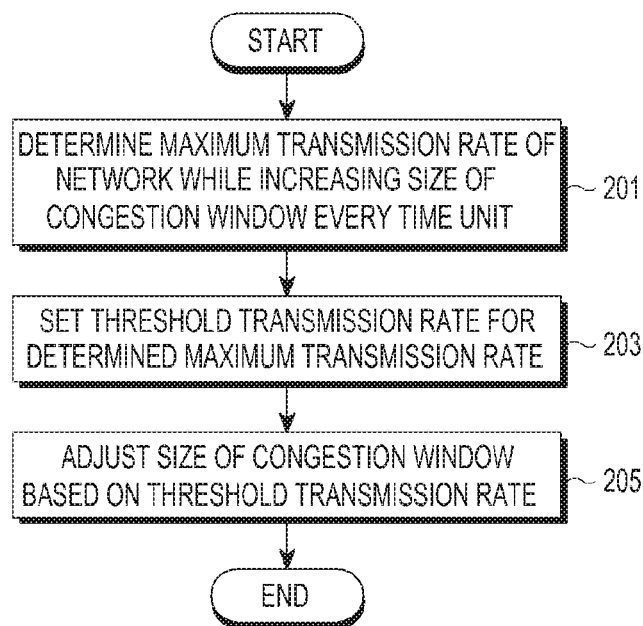 START
DETERMINE MAXIMUM TRANSMISSION RATE OF
NETWORK WHILE INCREASING SIZE OF
CONGESTION WINDOW EVERY TIME UNIT
201
SET THRESHOLD TRANSMISSION RATE FOR
DETERMINED MAXIMUM TRANSMISSION RATE
203
ADJUST SIZE OF CONGESTION WINDOW
BASED ON THRESHOLD TRANSMISSION RATE
205
END